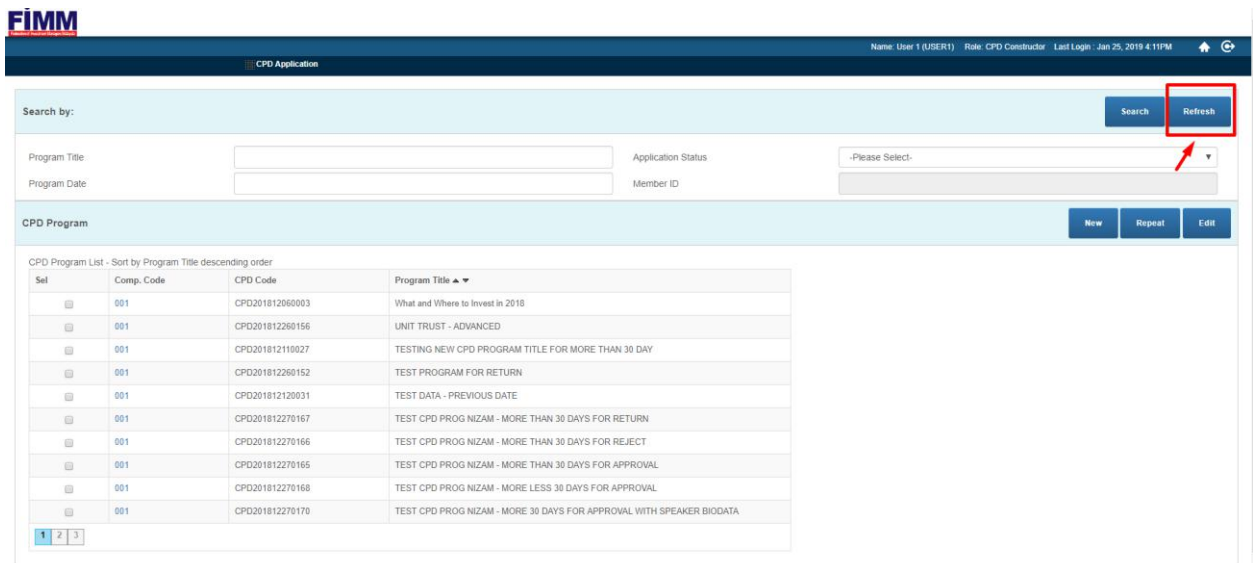 FIMM
Name: User 1 (USER1) Role: CPD Constructor Last Login : Jan 25, 2019 4:11PM
CPD Application
Search by:
Search Refresh
Program Title Application Status -Please Select-
Program Date Member ID
CPD Program
New Repeat Edit
CPD Program List - Sort by Program Title descending order
Sel Comp. Code CPD Code Program Title
001 CPD201812060003 What and Where to Invest in 2018
001 CPD201812260156 UNIT TRUST - ADVANCED
001 CPD201812110027 TESTING NEW CPD PROGRAM TITLE FOR MORE THAN 30 DAY
001 CPD201812260152 TEST PROGRAM FOR RETURN
001 CPD201812120031 TEST DATA - PREVIOUS DATE
001 CPD201812270167 TEST CPD PROG NIZAM - MORE THAN 30 DAYS FOR RETURN
001 CPD201812270166 TEST CPD PROG NIZAM - MORE THAN 30 DAYS FOR REJECT
001 CPD201812270165 TEST CPD PROG NIZAM - MORE THAN 30 DAYS FOR APPROVAL
001 CPD201812270168 TEST CPD PROG NIZAM - MORE LESS 30 DAYS FOR APPROVAL
001 CPD201812270170 TEST CPD PROG NIZAM - MORE 30 DAYS FOR APPROVAL WITH SPEAKER BIODATA
1 2 3